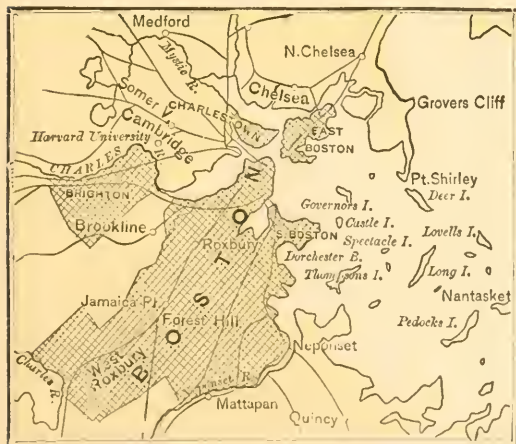 Medford
Mystic R.
N. Chelsea
Chelsea
Somerv.
CHARLESTOWN
Grovers Cliff
Cambridge
Harvard University
EAST
BOSTON
CHARLES R.
BRIGHTON
Pt. Shirley
Deer I.
Brookline
Governors I.
Castle I.
Roxbury
S. BOSTON
Spectacle I.
Lovells I.
Dorchester B.
Thompsons I.
Long I.
Jamaica Pl.
Nantasket
BOSTON
Forest Hill
Pedocks I.
West
Roxbury
Charles R.
Neponset
Neponset R.
Mattapan
Quincy